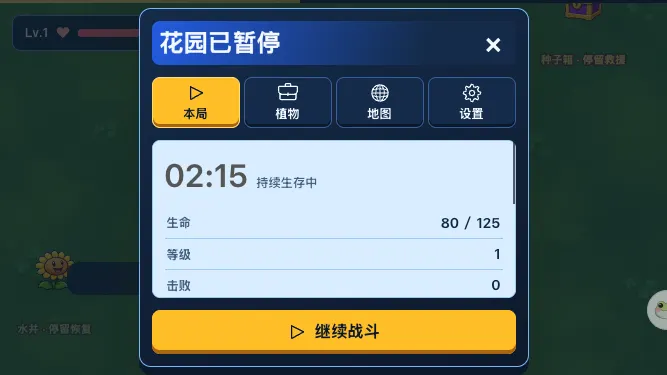 Lv.1
花园已暂停
种子箱 · 停留救援
本局
植物
地图
设置
02:15 持续生存中
生命 80 / 125
等级 1
击败 0
水井 · 停留恢复
继续战斗